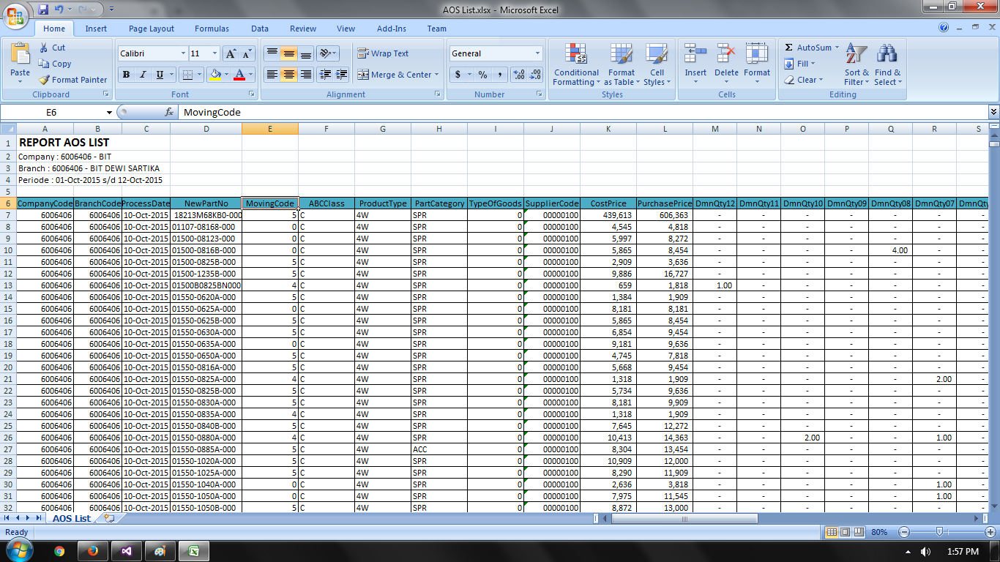 AOS List.xlsx - Microsoft Excel
Home Insert Page Layout Formulas Data Review View Add-Ins Team
Paste Cut Copy Format Painter Clipboard
Calibri 11 B I U Font
Wrap Text Merge & Center Alignment
General $ % , Number
Conditional Formatting Format as Table Cell Styles Styles
Insert Delete Format Cells
AutoSum Fill Clear Sort & Filter Find & Select Editing
E6 fx MovingCode
A B C D E F G H I J K L M N O P Q R S
1 REPORT AOS LIST
2 Company : 6006406 - BIT
3 Branch : 6006406 - BIT DEWI SARTIKA
4 Periode : 01-Oct-2015 s/d 12-Oct-2015
5
6 CompanyCode BranchCode ProcessDate NewPartNo MovingCode ABCClass ProductType PartCategory TypeOfGoods SupplierCode CostPrice PurchasePrice DmnQty12 DmnQty11 DmnQty10 DmnQty09 DmnQty08 DmnQty07 DmnQty
7 6006406 6006406 10-Oct-2015 18213M68KB0-000 5 C 4W SPR 0 00000100 439,613 606,363 - - - - - - -
8 6006406 6006406 10-Oct-2015 01107-08168-000 0 C 4W SPR 0 00000100 4,545 4,818 - - - - - - -
9 6006406 6006406 10-Oct-2015 01500-08123-000 0 C 4W SPR 0 00000100 5,997 8,272 - - - - - - -
10 6006406 6006406 10-Oct-2015 01500-0816B-000 0 C 4W SPR 0 00000100 5,865 8,454 - - - - 4.00 - -
11 6006406 6006406 10-Oct-2015 01500-0825B-000 5 C 4W SPR 0 00000100 2,909 3,636 - - - - - - -
12 6006406 6006406 10-Oct-2015 01500-1235B-000 5 C 4W SPR 0 00000100 9,886 16,727 - - - - - - -
13 6006406 6006406 10-Oct-2015 01500B0825BN000 4 C 4W SPR 0 00000100 659 1,818 1.00 - - - - - -
14 6006406 6006406 10-Oct-2015 01550-0620A-000 5 C 4W SPR 0 00000100 1,384 1,909 - - - - - - -
15 6006406 6006406 10-Oct-2015 01550-0625A-000 0 C 4W SPR 0 00000100 8,181 8,181 - - - - - - -
16 6006406 6006406 10-Oct-2015 01550-0625B-000 5 C 4W SPR 0 00000100 5,865 8,454 - - - - - - -
17 6006406 6006406 10-Oct-2015 01550-0630A-000 5 C 4W SPR 0 00000100 6,854 9,454 - - - - - - -
18 6006406 6006406 10-Oct-2015 01550-0635A-000 0 C 4W SPR 0 00000100 9,181 9,636 - - - - - - -
19 6006406 6006406 10-Oct-2015 01550-0650A-000 5 C 4W SPR 0 00000100 4,745 7,818 - - - - - - -
20 6006406 6006406 10-Oct-2015 01550-0816A-000 5 C 4W SPR 0 00000100 5,668 9,454 - - - - - - -
21 6006406 6006406 10-Oct-2015 01550-0825A-000 4 C 4W SPR 0 00000100 1,318 1,909 - - - - - 2.00 -
22 6006406 6006406 10-Oct-2015 01550-0825B-000 5 C 4W SPR 0 00000100 5,734 9,636 - - - - - - -
23 6006406 6006406 10-Oct-2015 01550-0830A-000 5 C 4W SPR 0 00000100 8,181 9,909 - - - - - - -
24 6006406 6006406 10-Oct-2015 01550-0835A-000 4 C 4W SPR 0 00000100 1,318 1,909 - - - - - - -
25 6006406 6006406 10-Oct-2015 01550-0840B-000 5 C 4W SPR 0 00000100 7,645 12,272 - - - - - - -
26 6006406 6006406 10-Oct-2015 01550-0880A-000 4 C 4W SPR 0 00000100 10,413 14,363 - - 2.00 - - 1.00 -
27 6006406 6006406 10-Oct-2015 01550-0885A-000 5 C 4W ACC 0 00000100 8,304 13,454 - - - - - - -
28 6006406 6006406 10-Oct-2015 01550-1020A-000 5 C 4W SPR 0 00000100 10,909 12,000 - - - - - - -
29 6006406 6006406 10-Oct-2015 01550-1025A-000 5 C 4W SPR 0 00000100 8,290 11,909 - - - - - - -
30 6006406 6006406 10-Oct-2015 01550-1040A-000 0 C 4W SPR 0 00000100 2,636 3,818 - - - - - 1.00 -
31 6006406 6006406 10-Oct-2015 01550-1050A-000 0 C 4W SPR 0 00000100 7,975 11,545 - - - - - 1.00 -
32 6006406 6006406 10-Oct-2015 01550-1050B-000 5 C 4W SPR 0 00000100 8,872 13,000 - - - - - - -
AOS List
Ready 80%
1:57 PM